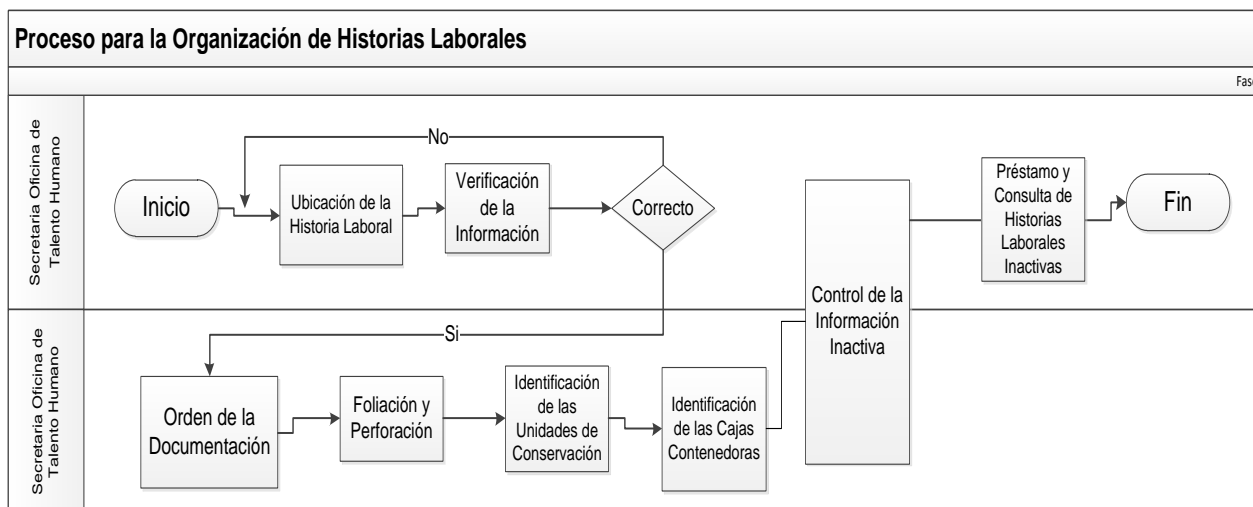 Proceso para la Organización de Historias Laborales
Fase
Secretaria Oficina de
Talento Humano
Inicio
No
Ubicación de la
Historia Laboral
Verificación
de la
Información
Correcto
Préstamo y
Consulta de
Historias
Laborales
Inactivas
Fin
Control de la
Información
Inactiva
Secretaria Oficina de
Talento Humano
Si
Orden de la
Documentación
Foliación y
Perforación
Identificación
de las
Unidades de
Conservación
Identificación
de las Cajas
Contenedoras